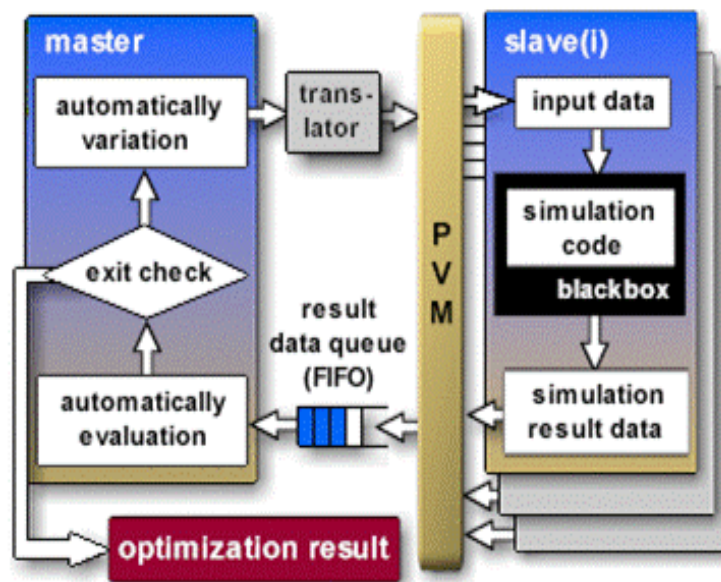 master
automatically
variation
trans-
lator
slave(i)
input data
simulation
code
blackbox
exit check
P
V
M
result
data queue
(FIFO)
automatically
evaluation
simulation
result data
optimization result